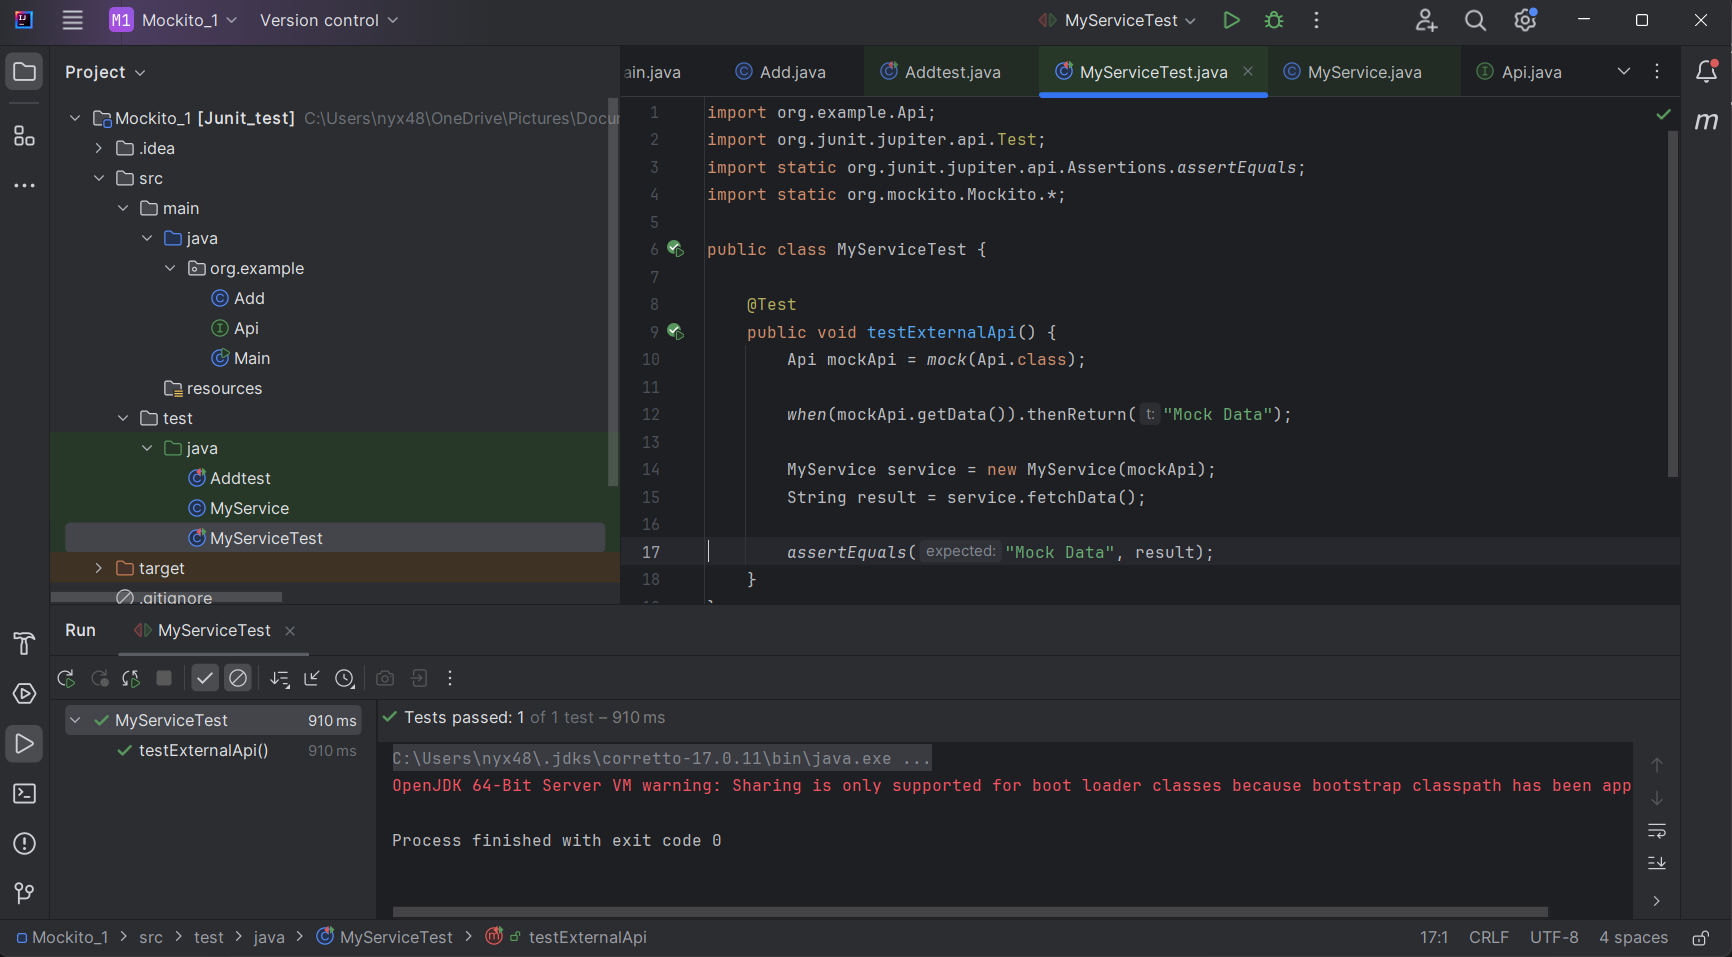 M1 Mockito_1 Version control MyServiceTest
Project
Mockito_1 [Junit_test] C:\Users\nyx48\OneDrive\Pictures\Docu
.idea
src
main
java
org.example
Add
Api
Main
resources
test
java
Addtest
MyService
MyServiceTest
target
.gitignore
ain.java Add.java Addtest.java MyServiceTest.java MyService.java Api.java
1 import org.example.Api;
2 import org.junit.jupiter.api.Test;
3 import static org.junit.jupiter.api.Assertions.assertEquals;
4 import static org.mockito.Mockito.*;
5
6 public class MyServiceTest {
7
8 @Test
9 public void testExternalApi() {
10 Api mockApi = mock(Api.class);
11
12 when(mockApi.getData()).thenReturn( t: "Mock Data");
13
14 MyService service = new MyService(mockApi);
15 String result = service.fetchData();
16
17 assertEquals( expected: "Mock Data", result);
18 }
Run MyServiceTest
MyServiceTest 910 ms
testExternalApi() 910 ms
Tests passed: 1 of 1 test – 910 ms
C:\Users\nyx48\.jdks\corretto-17.0.11\bin\java.exe ...
OpenJDK 64-Bit Server VM warning: Sharing is only supported for boot loader classes because bootstrap classpath has been app
Process finished with exit code 0
Mockito_1 > src > test > java > MyServiceTest > testExternalApi 17:1 CRLF UTF-8 4 spaces